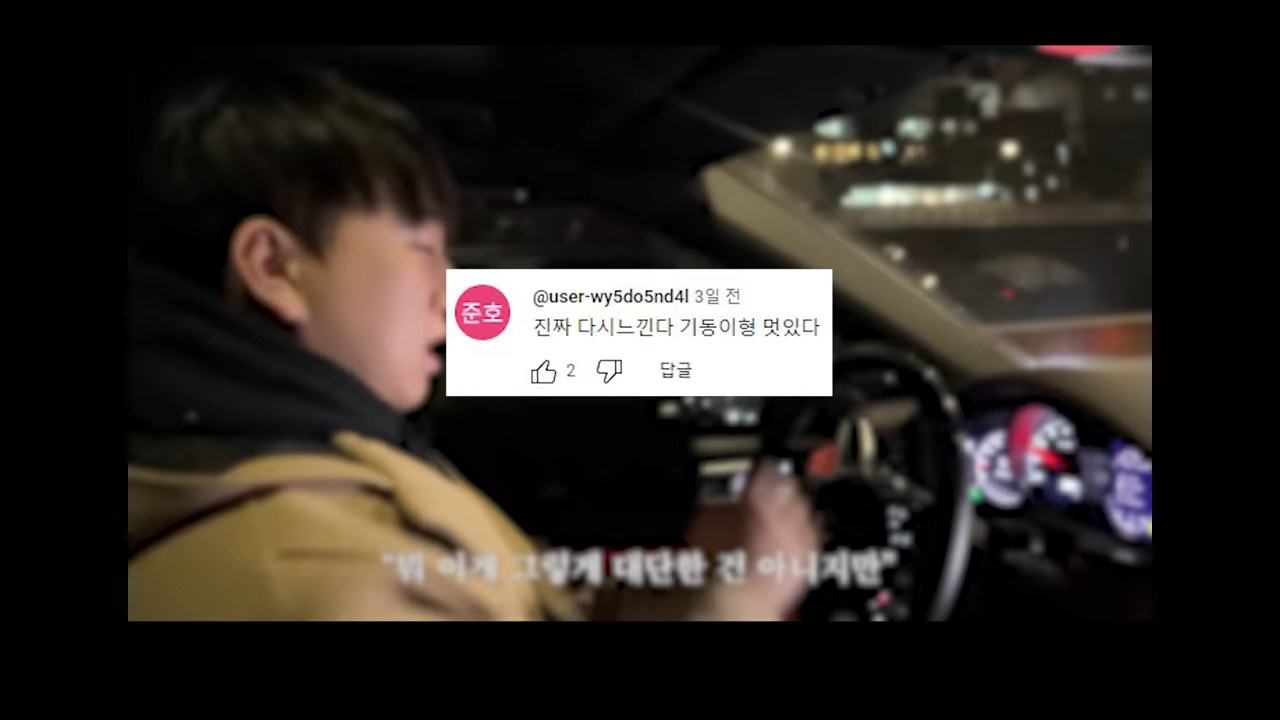 준호
@user-wy5do5nd4l 3일 전
진짜 다시느낀다 기동이형 멋있다
2 답글
"뭐 이게 그렇게 대단한 건 아니지만"